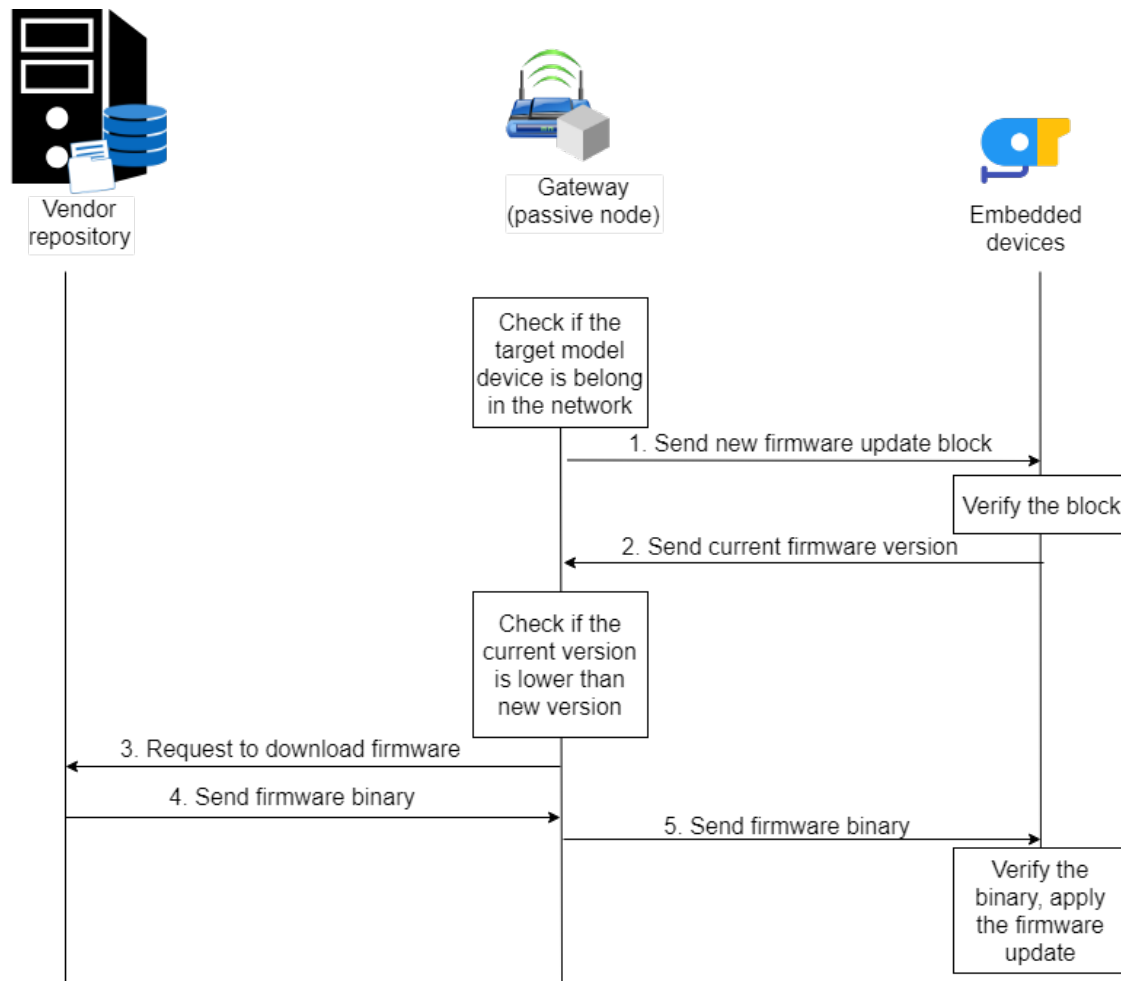 Vendor
repository
Gateway
(passive node)
Embedded
devices
Check if the
target model
device is belong
in the network
1. Send new firmware update block
Verify the block
2. Send current firmware version
Check if the
current version
is lower than
new version
3. Request to download firmware
4. Send firmware binary
5. Send firmware binary
Verify the
binary, apply
the firmware
update